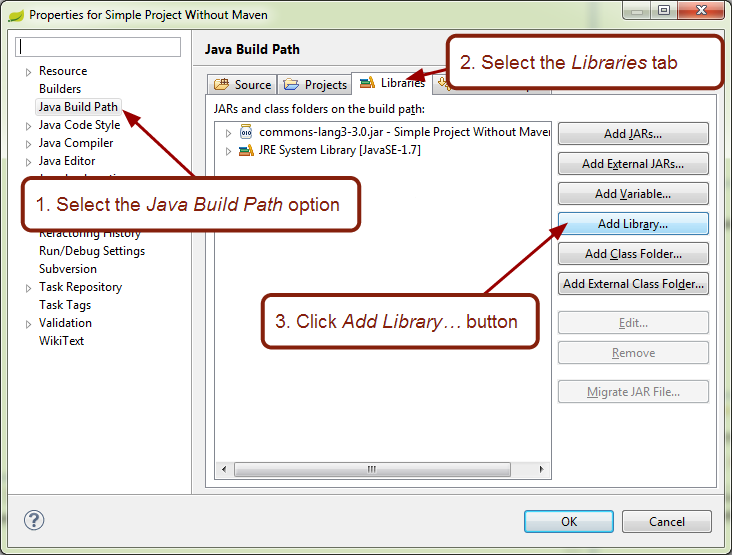 Properties for Simple Project Without Maven
Java Build Path
Resource
Builders
Java Build Path
Java Code Style
Java Compiler
Java Editor
1. Select the Java Build Path option
Refactoring History
Run/Debug Settings
Subversion
Task Repository
Task Tags
Validation
WikiText
2. Select the Libraries tab
Source
Projects
Libraries
JARs and class folders on the build path:
commons-lang3-3.0.jar - Simple Project Without Maven
JRE System Library [JavaSE-1.7]
Add JARs...
Add External JARs...
Add Variable...
Add Library...
Add Class Folder...
Add External Class Folder...
3. Click Add Library… button
Edit...
Remove
Migrate JAR File...
OK
Cancel